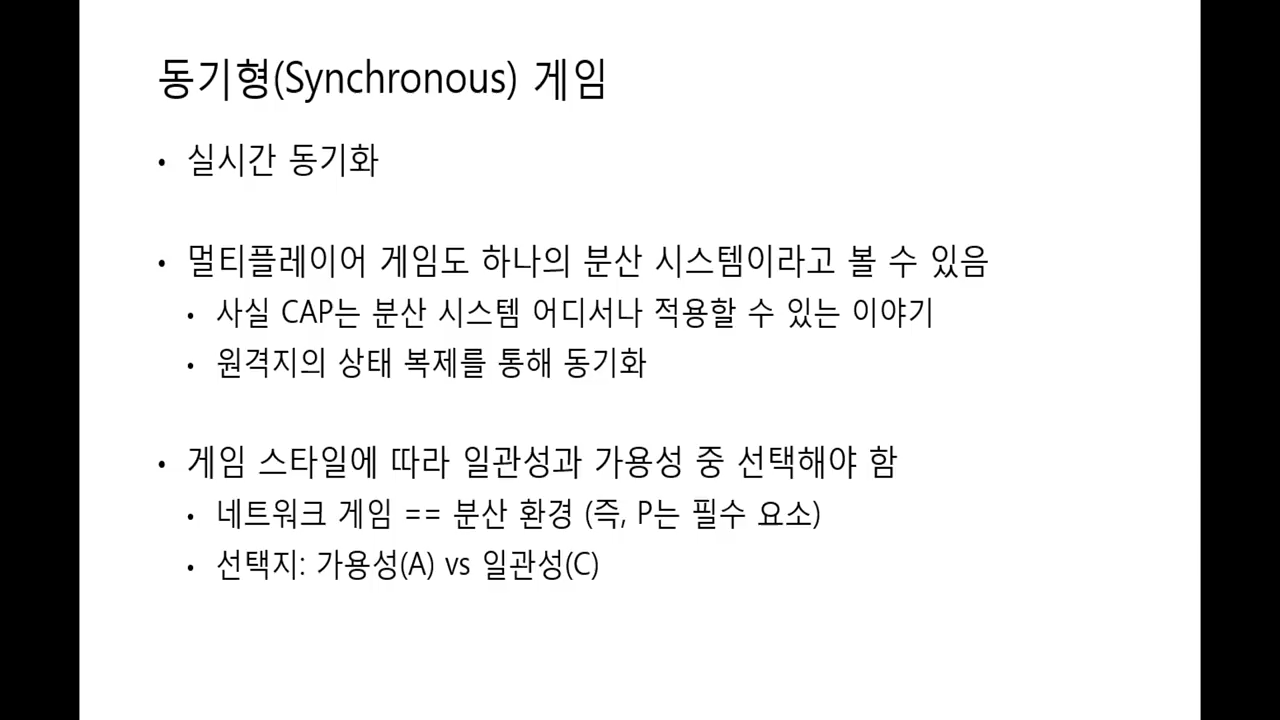 동기형(Synchronous) 게임
• 실시간 동기화
• 멀티플레이어 게임도 하나의 분산 시스템이라고 볼 수 있음
• 사실 CAP는 분산 시스템 어디서나 적용할 수 있는 이야기
• 원격지의 상태 복제를 통해 동기화
• 게임 스타일에 따라 일관성과 가용성 중 선택해야 함
• 네트워크 게임 == 분산 환경 (즉, P는 필수 요소)
• 선택지: 가용성(A) vs 일관성(C)